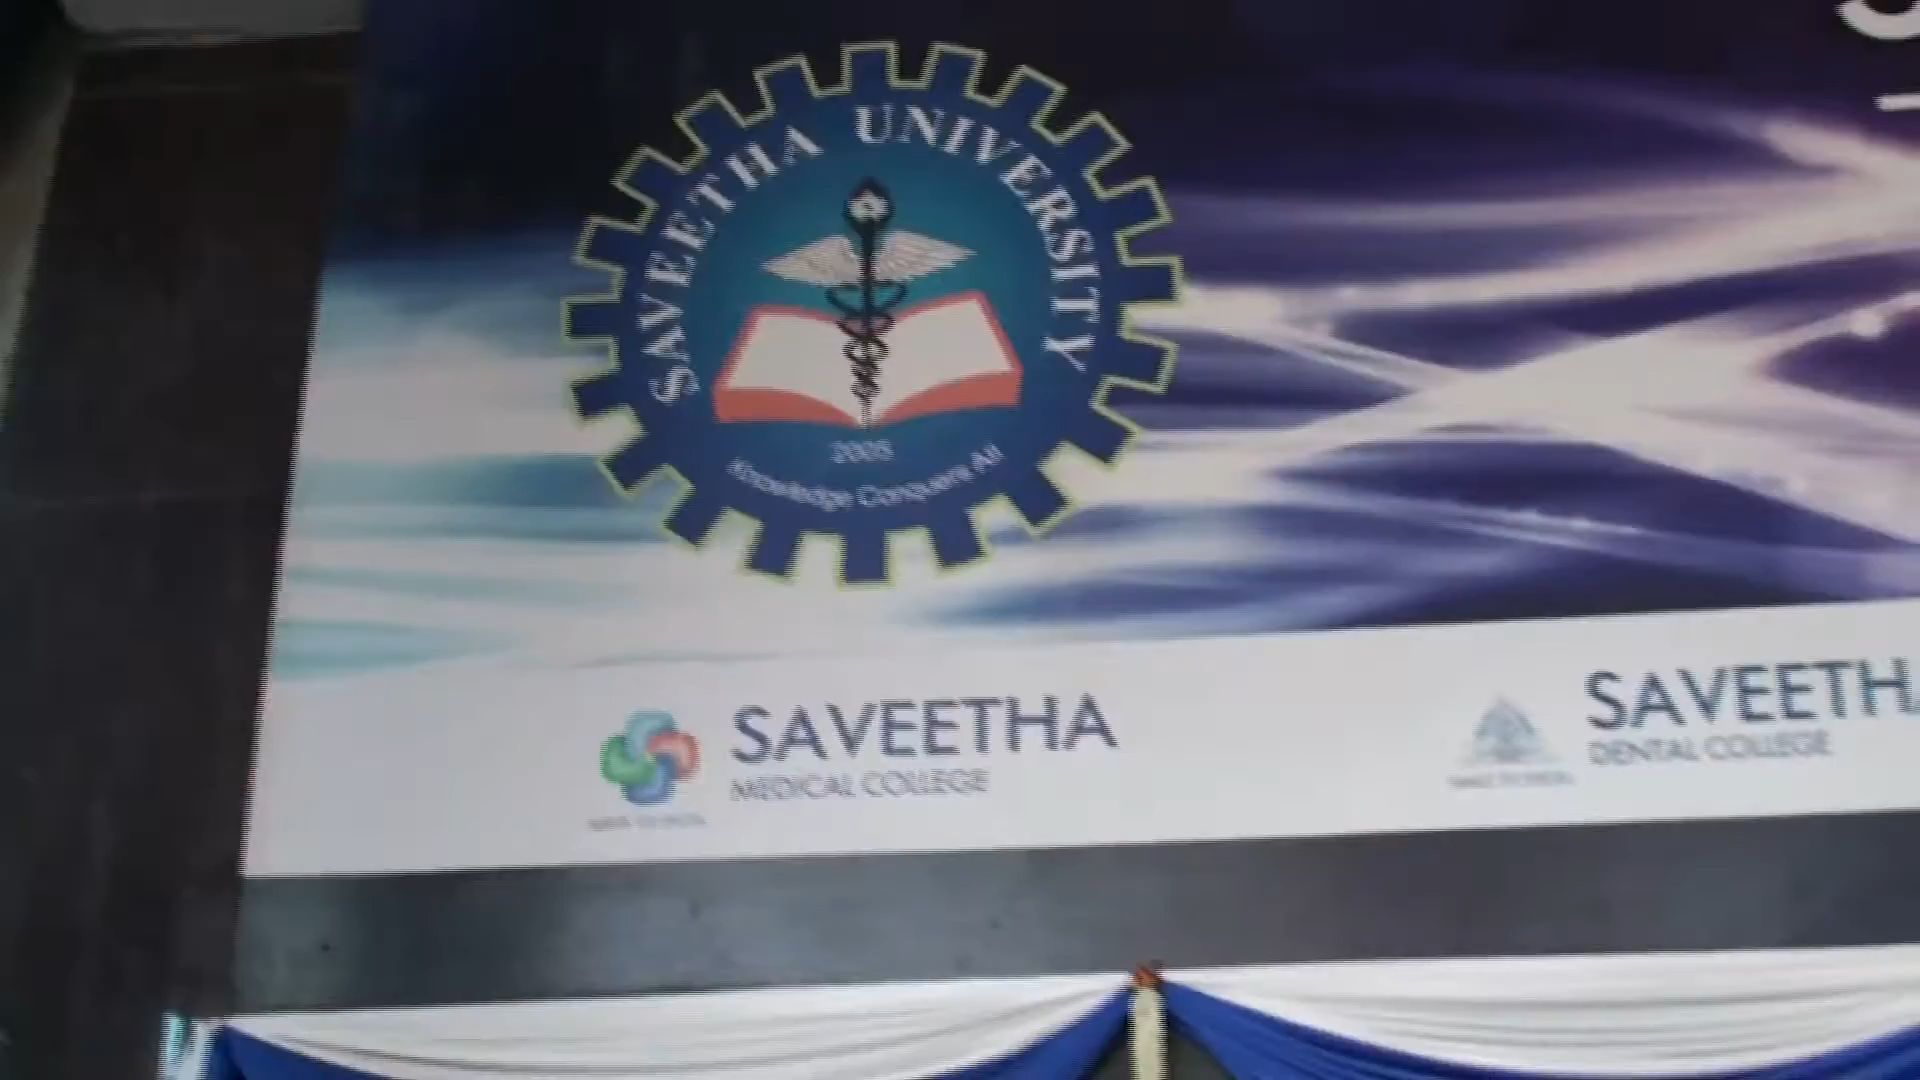 SAVEETHA UNIVERSITY
2005
Knowledge Conquers All
SAVEETHA
MEDICAL COLLEGE
SAVEETHA
DENTAL COLLEGE